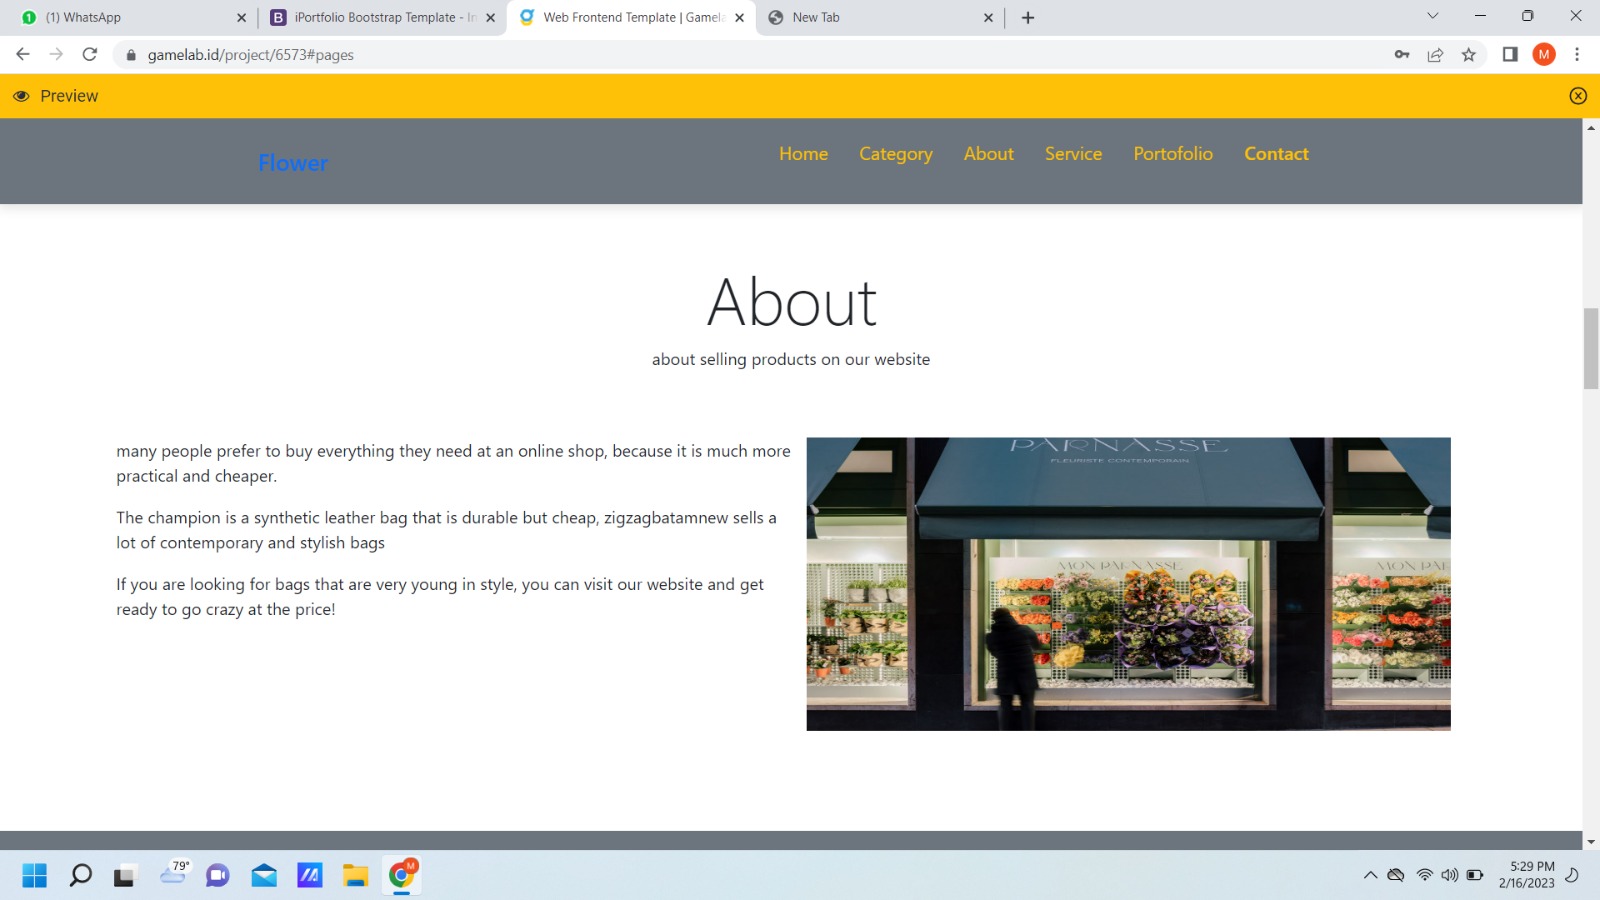 (1) WhatsApp
iPortfolio Bootstrap Template - In
Web Frontend Template | Gamela
New Tab
gamelab.id/project/6573#pages
M
Preview
Flower
Home Category About Service Portofolio Contact
About
about selling products on our website
many people prefer to buy everything they need at an online shop, because it is much more
practical and cheaper.
The champion is a synthetic leather bag that is durable but cheap, zigzagbatamnew sells a
lot of contemporary and stylish bags
If you are looking for bags that are very young in style, you can visit our website and get
ready to go crazy at the price!
PARNASSE
FLEURISTE CONTEMPORAIN
MON PARNASSE
MON PAR
79°
M
5:29 PM
2/16/2023